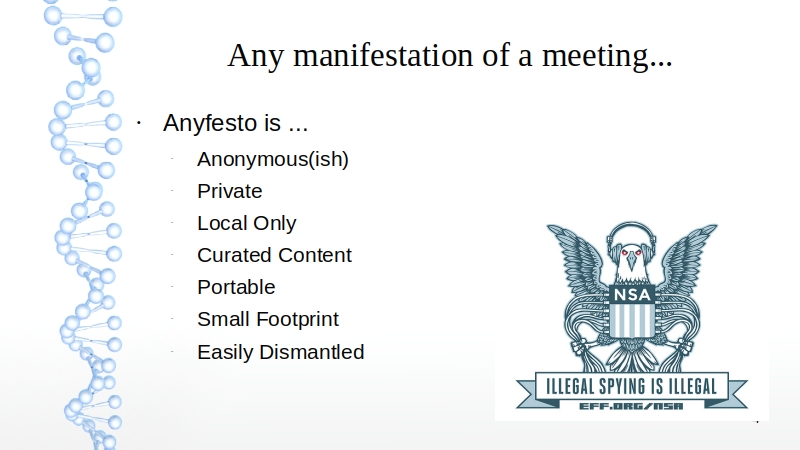 Any manifestation of a meeting...
Anyfesto is ...
Anonymous(ish)
Private
Local Only
Curated Content
Portable
Small Footprint
Easily Dismantled
NSA
ILLEGAL SPYING IS ILLEGAL
EFF.ORG/NSA